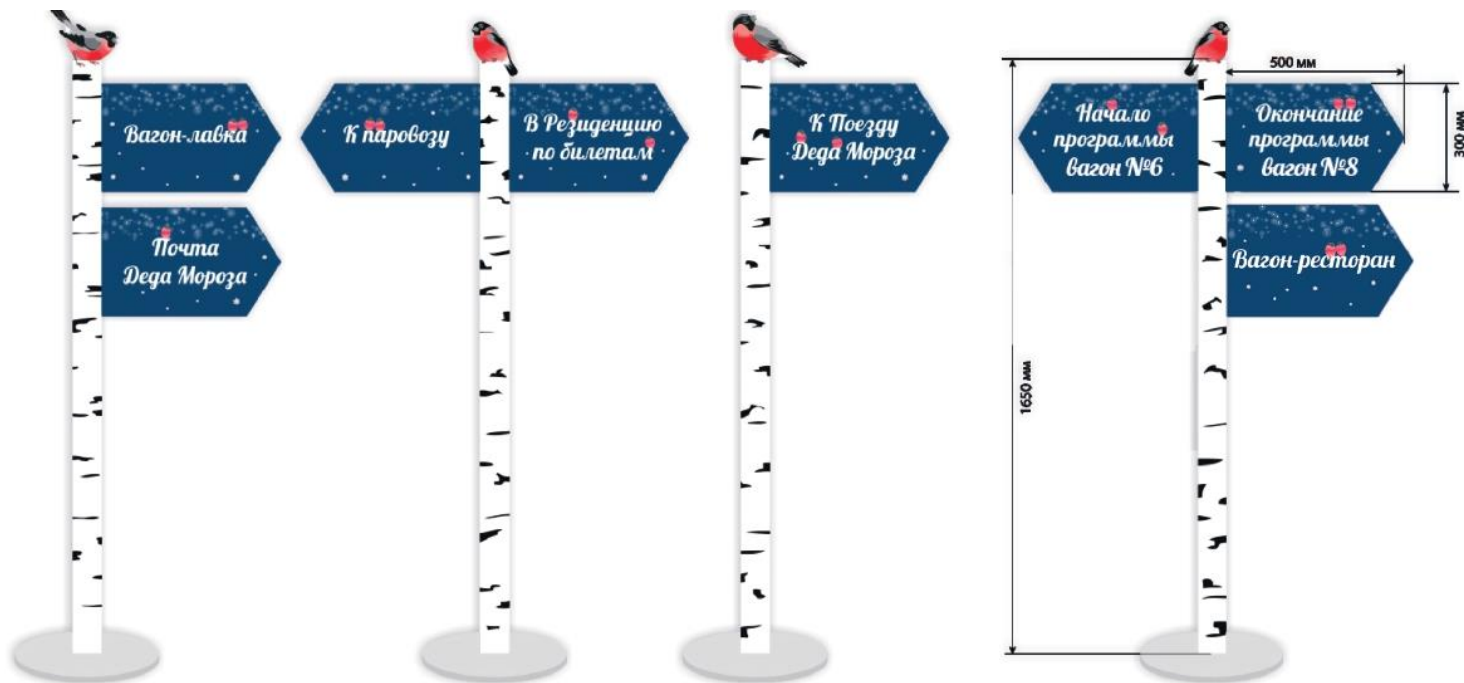 Вагон-лавка
Почта
Деда Мороза
К паровозу
В Резиденцию
по билетам
К Поезду
Деда Мороза
Начало
программы
вагон №6
Окончание
программы
вагон №8
Вагон-ресторан
500 мм
300 мм
1650 мм